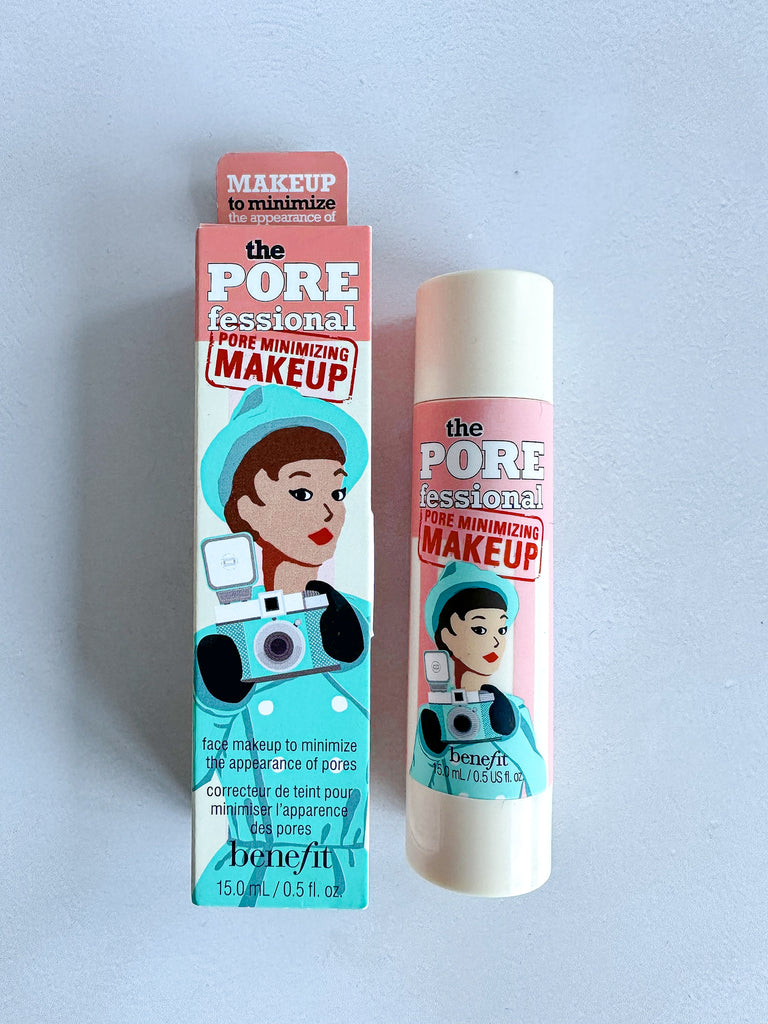 MAKEUP
to minimize
the appearance of
the
PORE
fessional
PORE MINIMIZING
MAKEUP
face makeup to minimize
the appearance of pores
correcteur de teint pour
minimiser l'apparence
des pores
benefit
15.0 mL / 0.5 fl. oz.
the
PORE
fessional
PORE MINIMIZING
MAKEUP
benefit
15.0 mL / 0.5 US fl. oz.